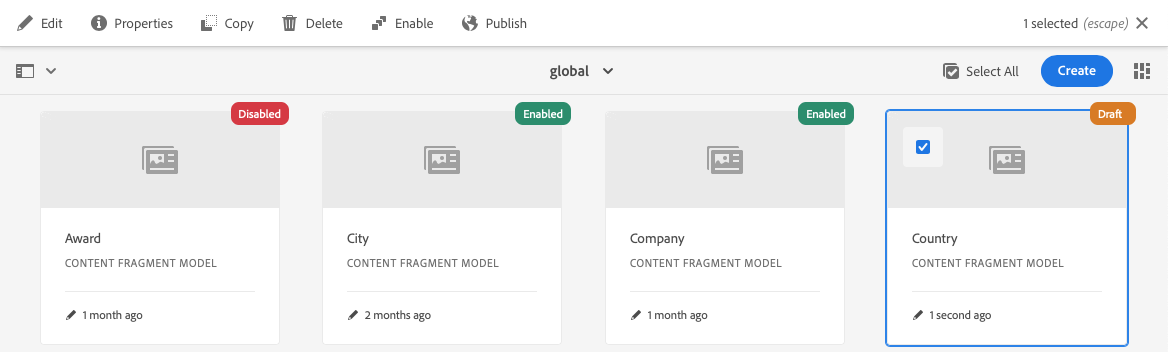 Edit Properties Copy Delete Enable Publish 1 selected (escape)
global Select All Create
Disabled Enabled Enabled Draft
Award City Company Country
CONTENT FRAGMENT MODEL CONTENT FRAGMENT MODEL CONTENT FRAGMENT MODEL CONTENT FRAGMENT MODEL
1 month ago 2 months ago 1 month ago 1 second ago